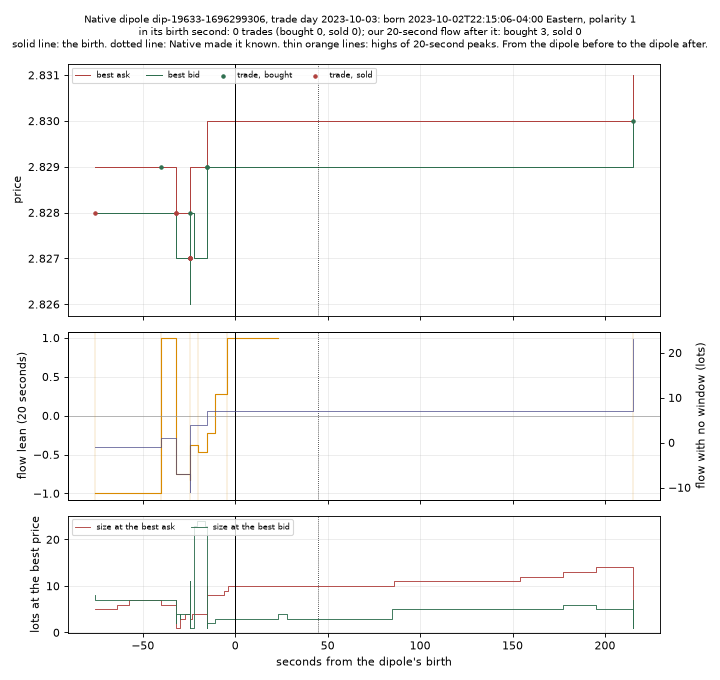 Native dipole dip-19633-1696299306, trade day 2023-10-03: born 2023-10-02T22:15:06-04:00 Eastern, polarity 1
in its birth second: 0 trades (bought 0, sold 0); our 20-second flow after it: bought 3, sold 0
solid line: the birth. dotted line: Native made it known. thin orange lines: highs of 20-second peaks. From the dipole before to the dipole after.
best ask best bid trade, bought trade, sold
2.831
2.830
2.829
2.828
2.827
2.826
price
1.0
0.5
0.0
−0.5
−1.0
flow lean (20 seconds)
20
10
0
−10
flow with no window (lots)
size at the best ask size at the best bid
20
10
0
lots at the best price
−50 0 50 100 150 200
seconds from the dipole's birth